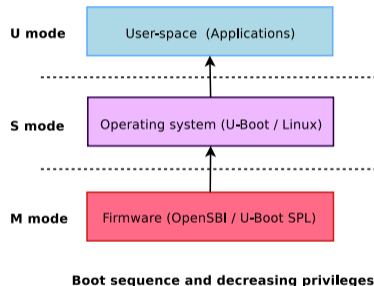 U mode
User-space (Applications)
S mode
Operating system (U-Boot / Linux)
M mode
Firmware (OpenSBI / U-Boot SPL)
Boot sequence and decreasing privileges